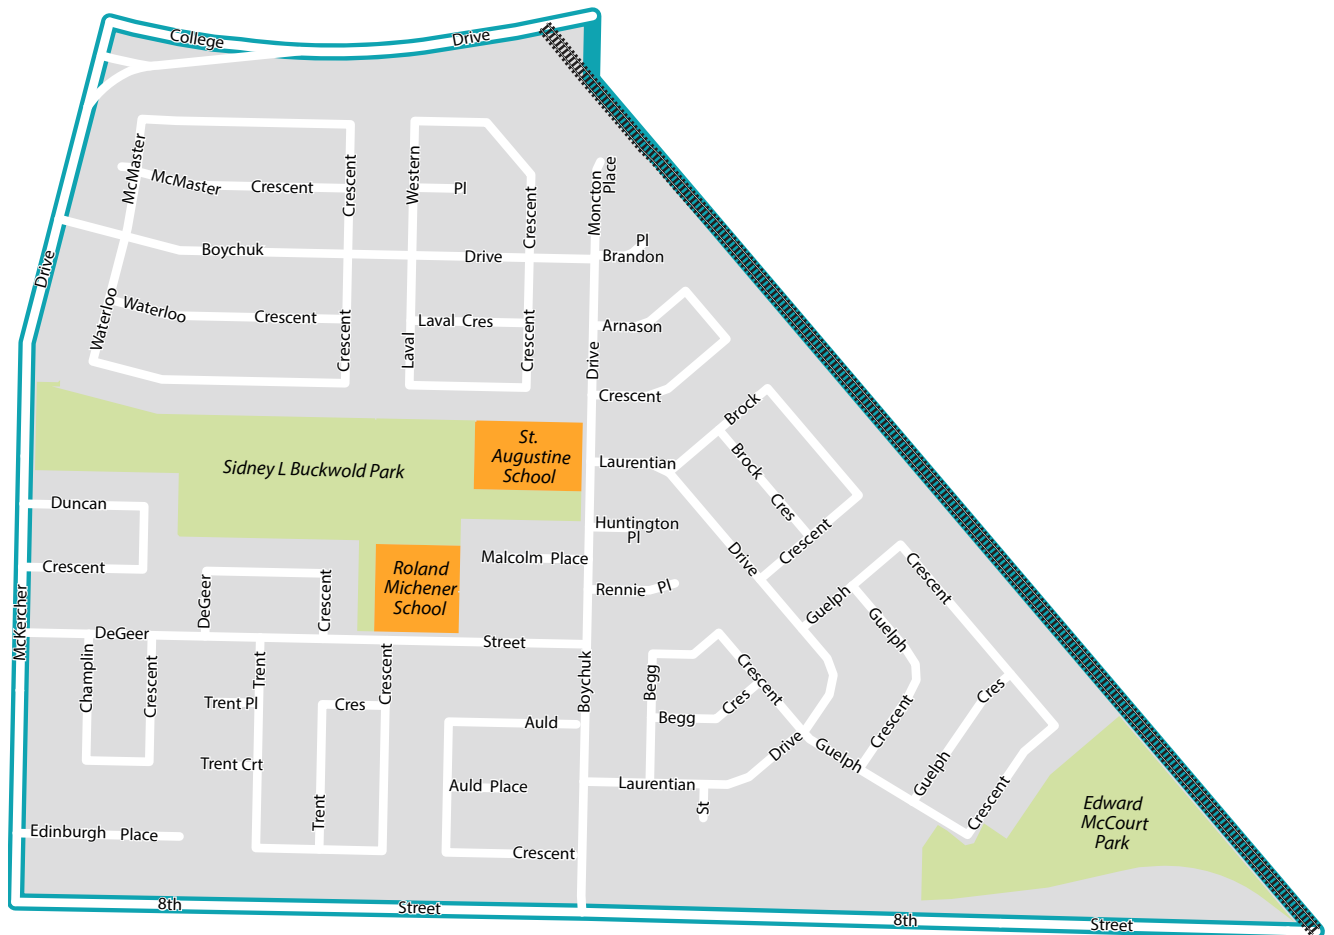 College
Drive
McMaster
McMaster
Crescent
Crescent
Western
Pl
Crescent
Moncton
Place
Drive
Boychuk
Drive
Pl
Brandon
Waterloo
Waterloo
Crescent
Crescent
Laval
Laval Cres
Crescent
Drive
Arnason
Crescent
Sidney L Buckwold Park
St.
Augustine
School
Laurentian
Brock
Brock
Cres
Crescent
Duncan
Crescent
Huntington
Pl
Malcolm Place
Roland
Michener
School
Rennie Pl
Drive
Guelph
Crescent
McKercher
DeGeer
DeGeer
Crescent
Street
Champlin
Crescent
Trent
Crescent
Trent Pl
Cres
Trent Crt
Trent
Boychuk
Auld
Auld Place
Crescent
Begg
Crescent
Begg
Cres
Guelph
Crescent
Cres
Guelph
Drive
Guelph
Crescent
Laurentian
St
Edinburgh Place
Edward
McCourt
Park
8th
Street
8th
Street